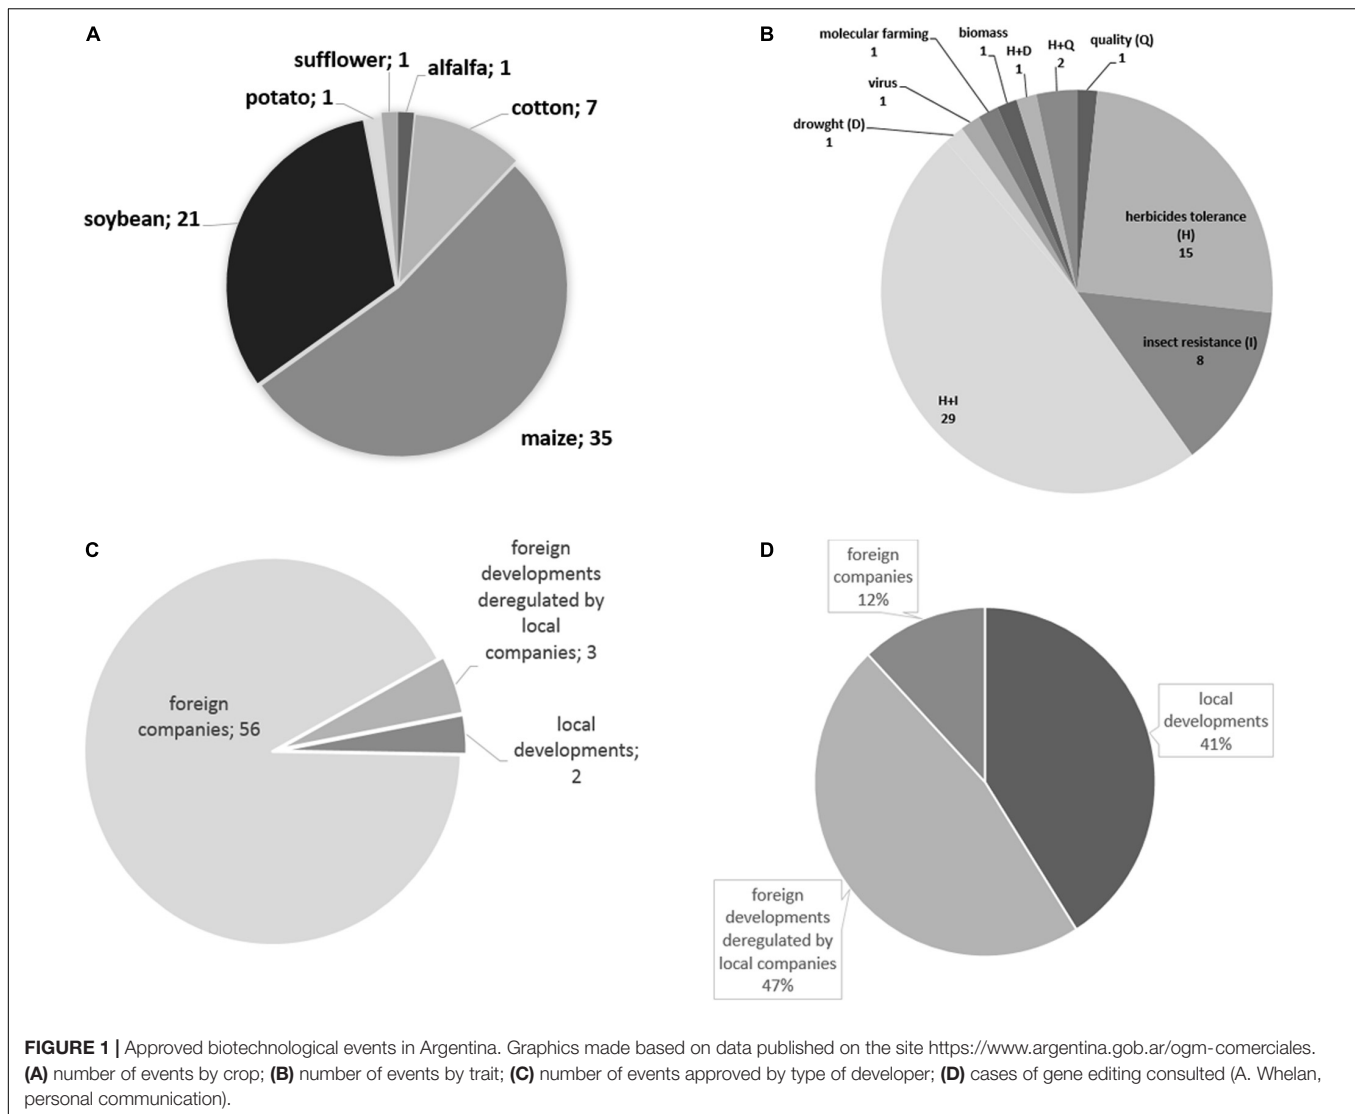 A
sufflower; 1
alfalfa; 1
potato; 1
cotton; 7
soybean; 21
maize; 35
B
molecular farming
1
biomass
1
H+D
1
H+Q
2
quality (Q)
1
virus
1
drowght (D)
1
herbicides tolerance
(H)
15
insect resistance (I)
8
H+I
29
C
foreign
developments
deregulated by
local
companies; 3
foreign
companies; 56
local
developments;
2
D
foreign
companies
12%
local
developments
41%
foreign
developments
deregulated by
local companies
47%
FIGURE 1 | Approved biotechnological events in Argentina. Graphics made based on data published on the site https://www.argentina.gob.ar/ogm-comerciales.
(A) number of events by crop; (B) number of events by trait; (C) number of events approved by type of developer; (D) cases of gene editing consulted (A. Whelan,
personal communication).